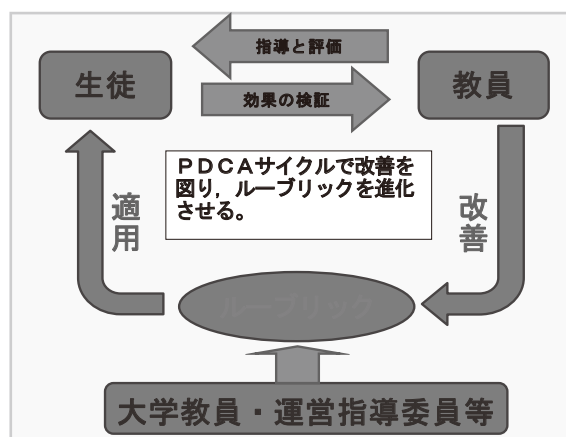 指導と評価
生徒
教員
効果の検証
ＰＤＣＡサイクルで改善を
図り，ルーブリックを進化
させる。
適用
改善
ルーブリック
大学教員・運営指導委員等